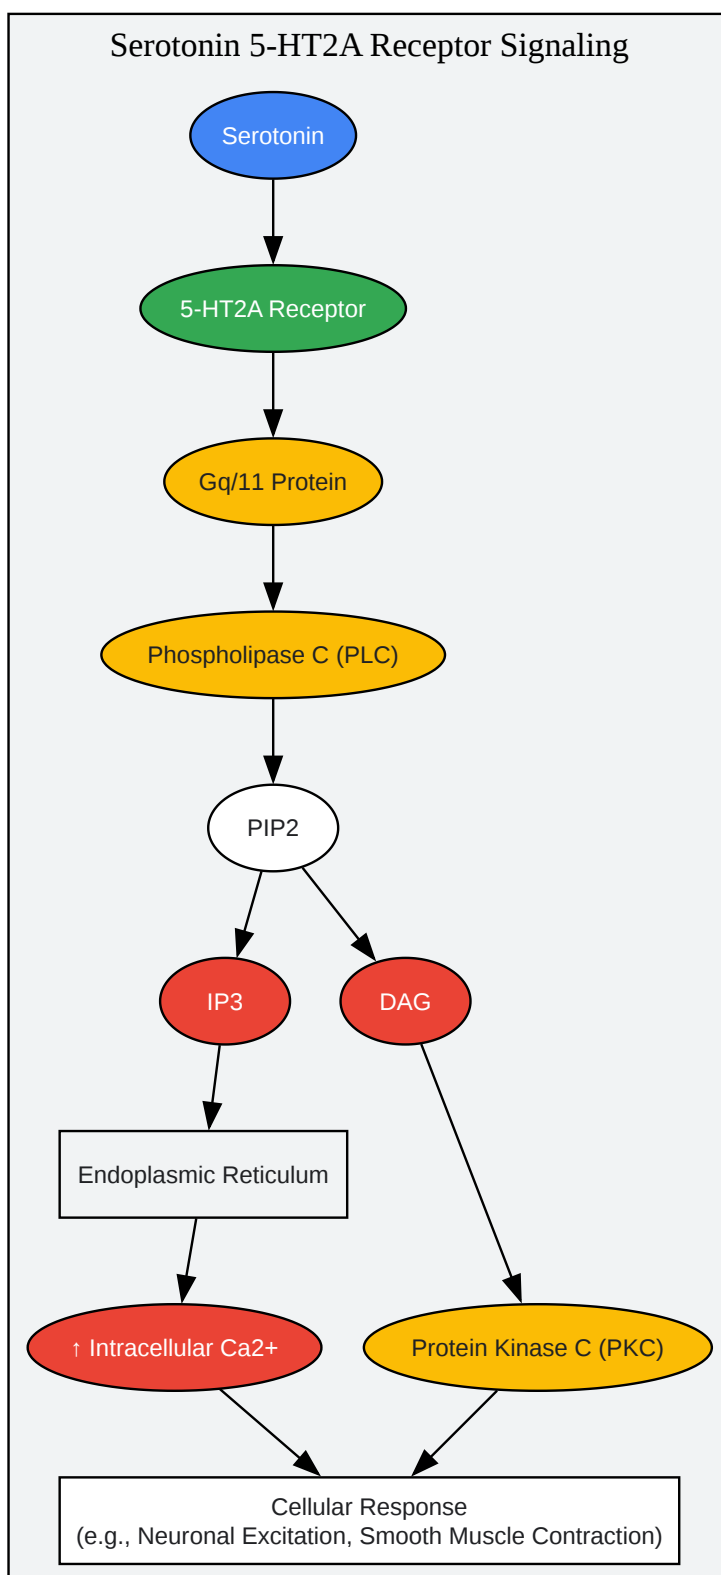 Serotonin 5-HT2A Receptor Signaling
Serotonin
5-HT2A Receptor
Gq/11 Protein
Phospholipase C (PLC)
PIP2
IP3
DAG
Endoplasmic Reticulum
↑ Intracellular Ca2+
Protein Kinase C (PKC)
Cellular Response
(e.g., Neuronal Excitation, Smooth Muscle Contraction)